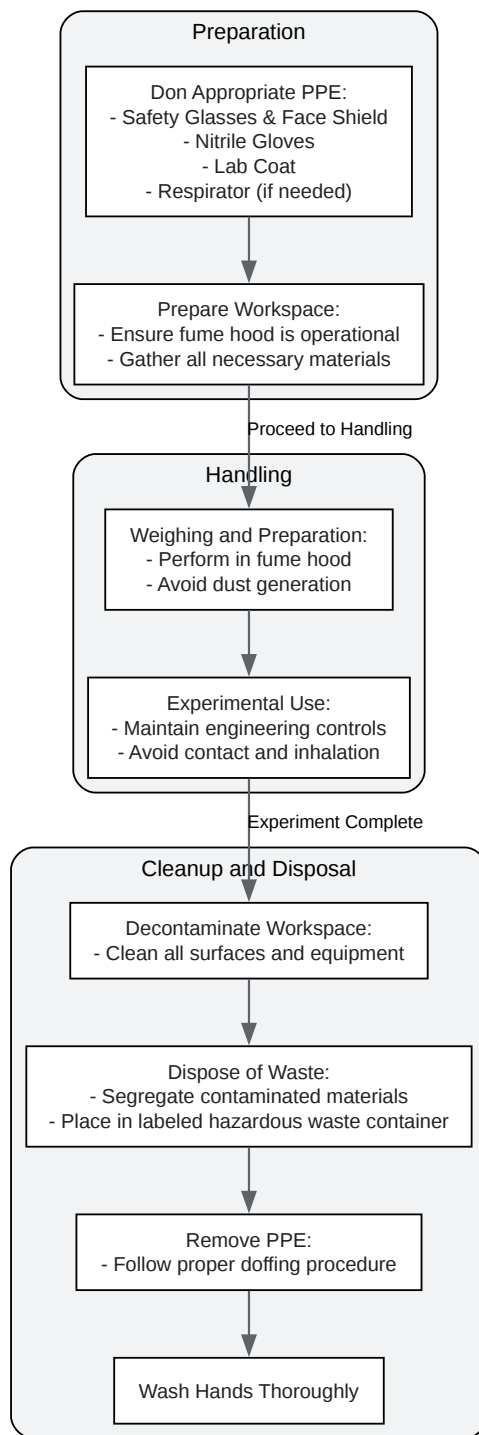 Preparation
Don Appropriate PPE:
- Safety Glasses & Face Shield
- Nitrile Gloves
- Lab Coat
- Respirator (if needed)
Prepare Workspace:
- Ensure fume hood is operational
- Gather all necessary materials
Proceed to Handling
Handling
Weighing and Preparation:
- Perform in fume hood
- Avoid dust generation
Experimental Use:
- Maintain engineering controls
- Avoid contact and inhalation
Experiment Complete
Cleanup and Disposal
Decontaminate Workspace:
- Clean all surfaces and equipment
Dispose of Waste:
- Segregate contaminated materials
- Place in labeled hazardous waste container
Remove PPE:
- Follow proper doffing procedure
Wash Hands Thoroughly